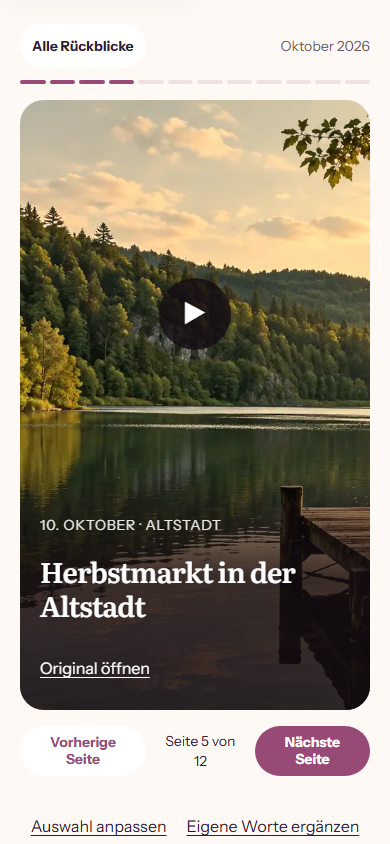 Alle Rückblicke
Oktober 2026
10. OKTOBER · ALTSTADT
Herbstmarkt in der
Altstadt
Original öffnen
Vorherige
Seite
Seite 5 von
12
Nächste
Seite
Auswahl anpassen
Eigene Worte ergänzen